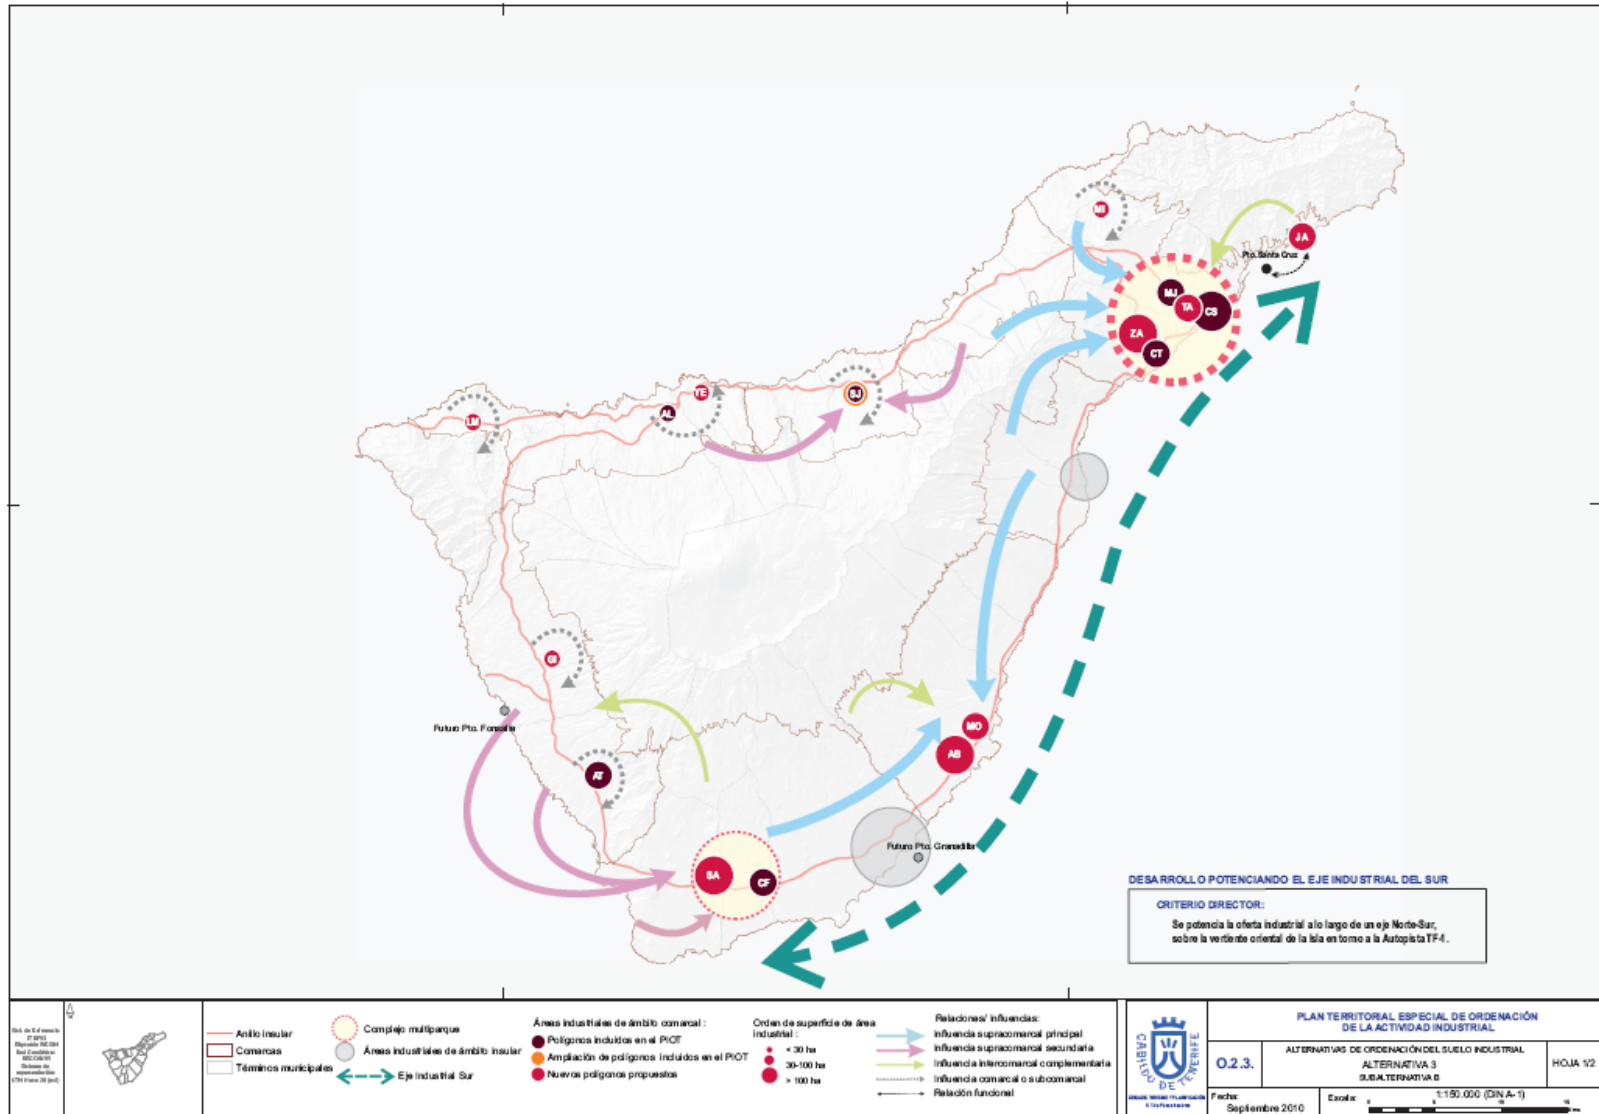 MI
JA
Pto. Santa Cruz
MJ
TA
CS
ZA
CT
TE
SJ
AL
LM
GI
Futuro Pto. Fonsalía
MO
AB
AT
Futuro Pto. Granadilla
SA
CF
DESARROLLO POTENCIANDO EL EJE INDUSTRIAL DEL SUR
CRITERIO DIRECTOR:
Se potencia la oferta industrial a lo largo de un eje Norte-Sur,
sobre la vertiente oriental de la Isla en torno a la Autopista TF-1.
Anillo insular
Comarcas
Términos municipales
Complejo multiparque
Áreas industriales de ámbito insular
Eje Industrial Sur
Áreas industriales de ámbito comarcal :
Polígonos incluidos en el PIOT
Ampliación de polígonos incluidos en el PIOT
Nuevos polígonos propuestos
Orden de superficie de área
industrial :
< 30 ha
30-100 ha
> 100 ha
Relaciones/ influencias:
Influencia supracomarcal principal
Influencia supracomarcal secundaria
Influencia intercomarcal complementaria
Influencia comarcal o subcomarcal
Relación funcional
CABILDO DE TENERIFE
PLAN TERRITORIAL ESPECIAL DE ORDENACIÓN
DE LA ACTIVIDAD INDUSTRIAL
O.2.3.
ALTERNATIVAS DE ORDENACIÓN DEL SUELO INDUSTRIAL
ALTERNATIVA 3
SUBALTERNATIVA B
HOJA 1/2
Fecha:
Septiembre 2010
Escala:
1:150.000 (DIN A-1)